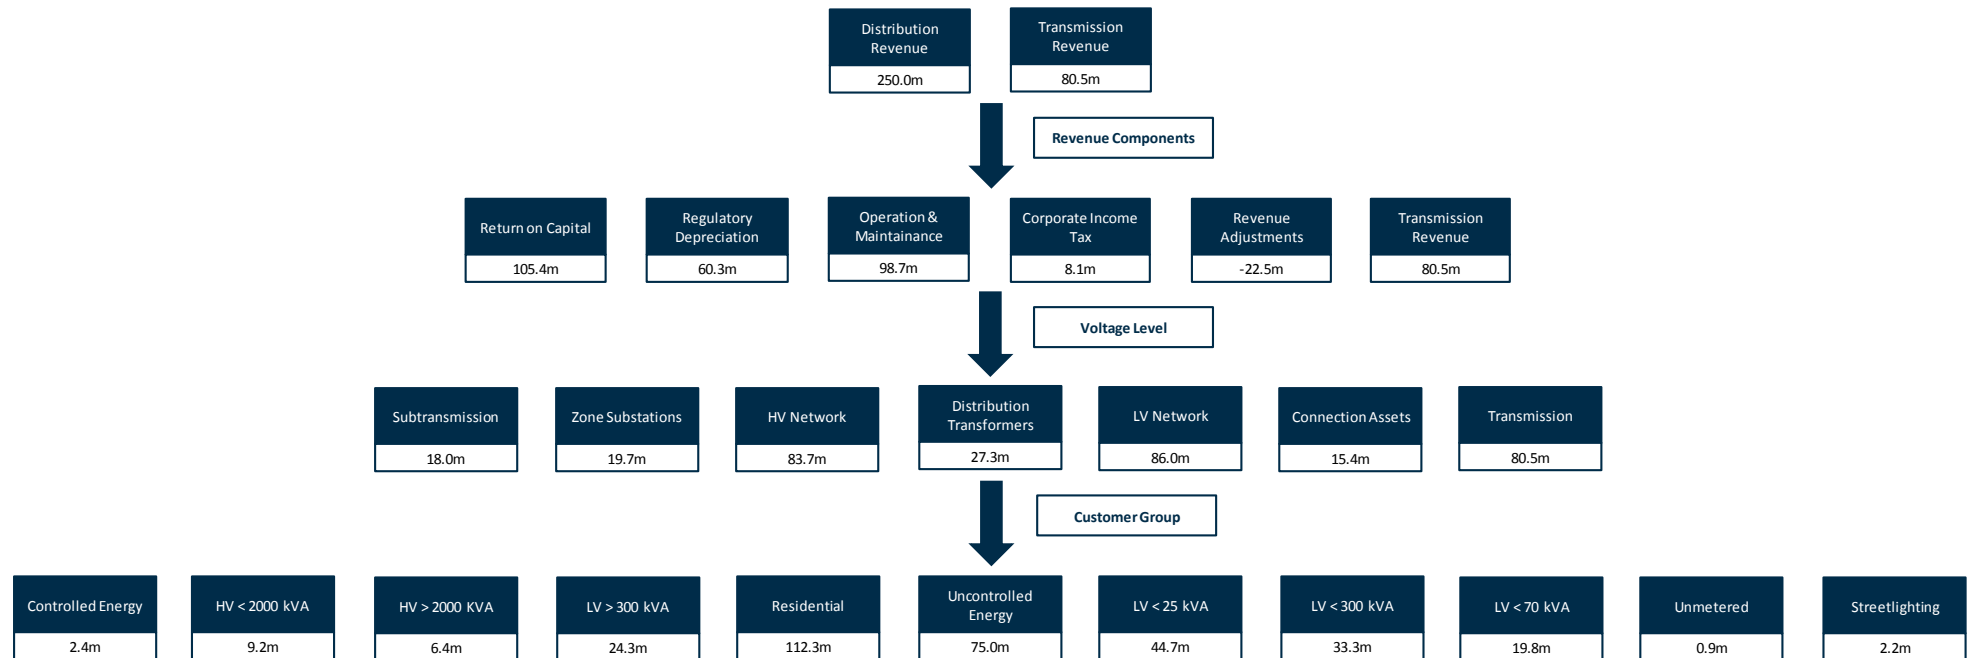 Distribution
Revenue
250.0m
Transmission
Revenue
80.5m
Revenue Components
Return on Capital
105.4m
Regulatory
Depreciation
60.3m
Operation &
Maintainance
98.7m
Corporate Income
Tax
8.1m
Revenue
Adjustments
-22.5m
Transmission
Revenue
80.5m
Voltage Level
Subtransmission
18.0m
Zone Substations
19.7m
HV Network
83.7m
Distribution
Transformers
27.3m
LV Network
86.0m
Connection Assets
15.4m
Transmission
80.5m
Customer Group
Controlled Energy
2.4m
HV < 2000 kVA
9.2m
HV > 2000 KVA
6.4m
LV > 300 kVA
24.3m
Residential
112.3m
Uncontrolled
Energy
75.0m
LV < 25 kVA
44.7m
LV < 300 kVA
33.3m
LV < 70 kVA
19.8m
Unmetered
0.9m
Streetlighting
2.2m